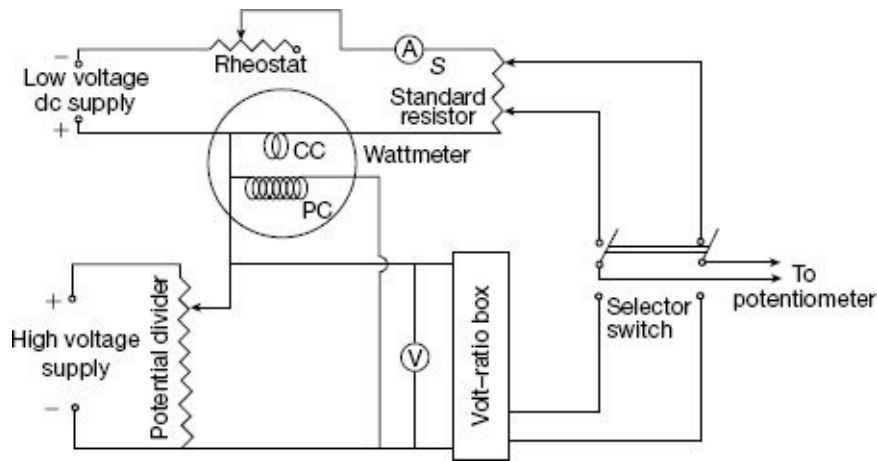 −
Low voltage
dc supply
+
Rheostat
A
S
Standard
resistor
CC
Wattmeter
PC
+
High voltage
supply
−
Potential divider
V
Volt–ratio box
Selector
switch
To
potentiometer